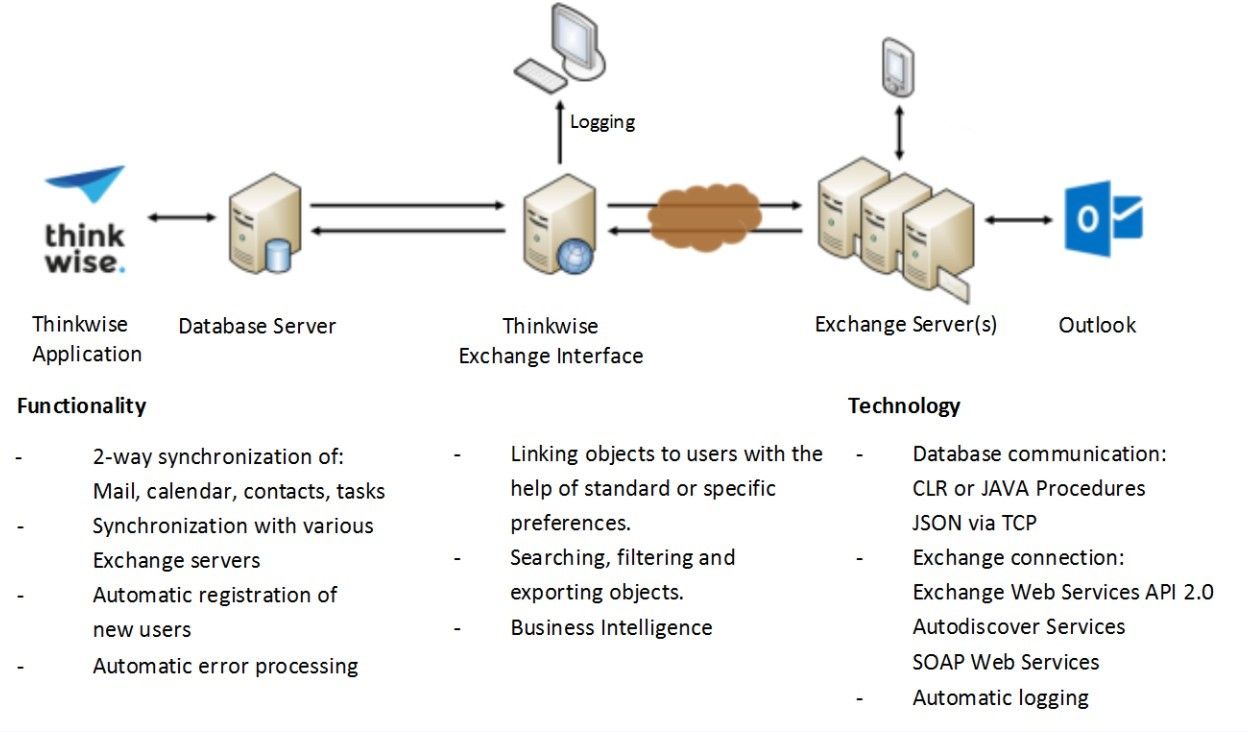 Logging
think
wise.
Thinkwise
Application
Database Server
Thinkwise
Exchange Interface
Exchange Server(s)
Outlook
Functionality
- 2-way synchronization of:
Mail, calendar, contacts, tasks
- Synchronization with various
Exchange servers
- Automatic registration of
new users
- Automatic error processing
- Linking objects to users with the
help of standard or specific
preferences.
- Searching, filtering and
exporting objects.
- Business Intelligence
Technology
- Database communication:
CLR or JAVA Procedures
JSON via TCP
- Exchange connection:
Exchange Web Services API 2.0
Autodiscover Services
SOAP Web Services
- Automatic logging